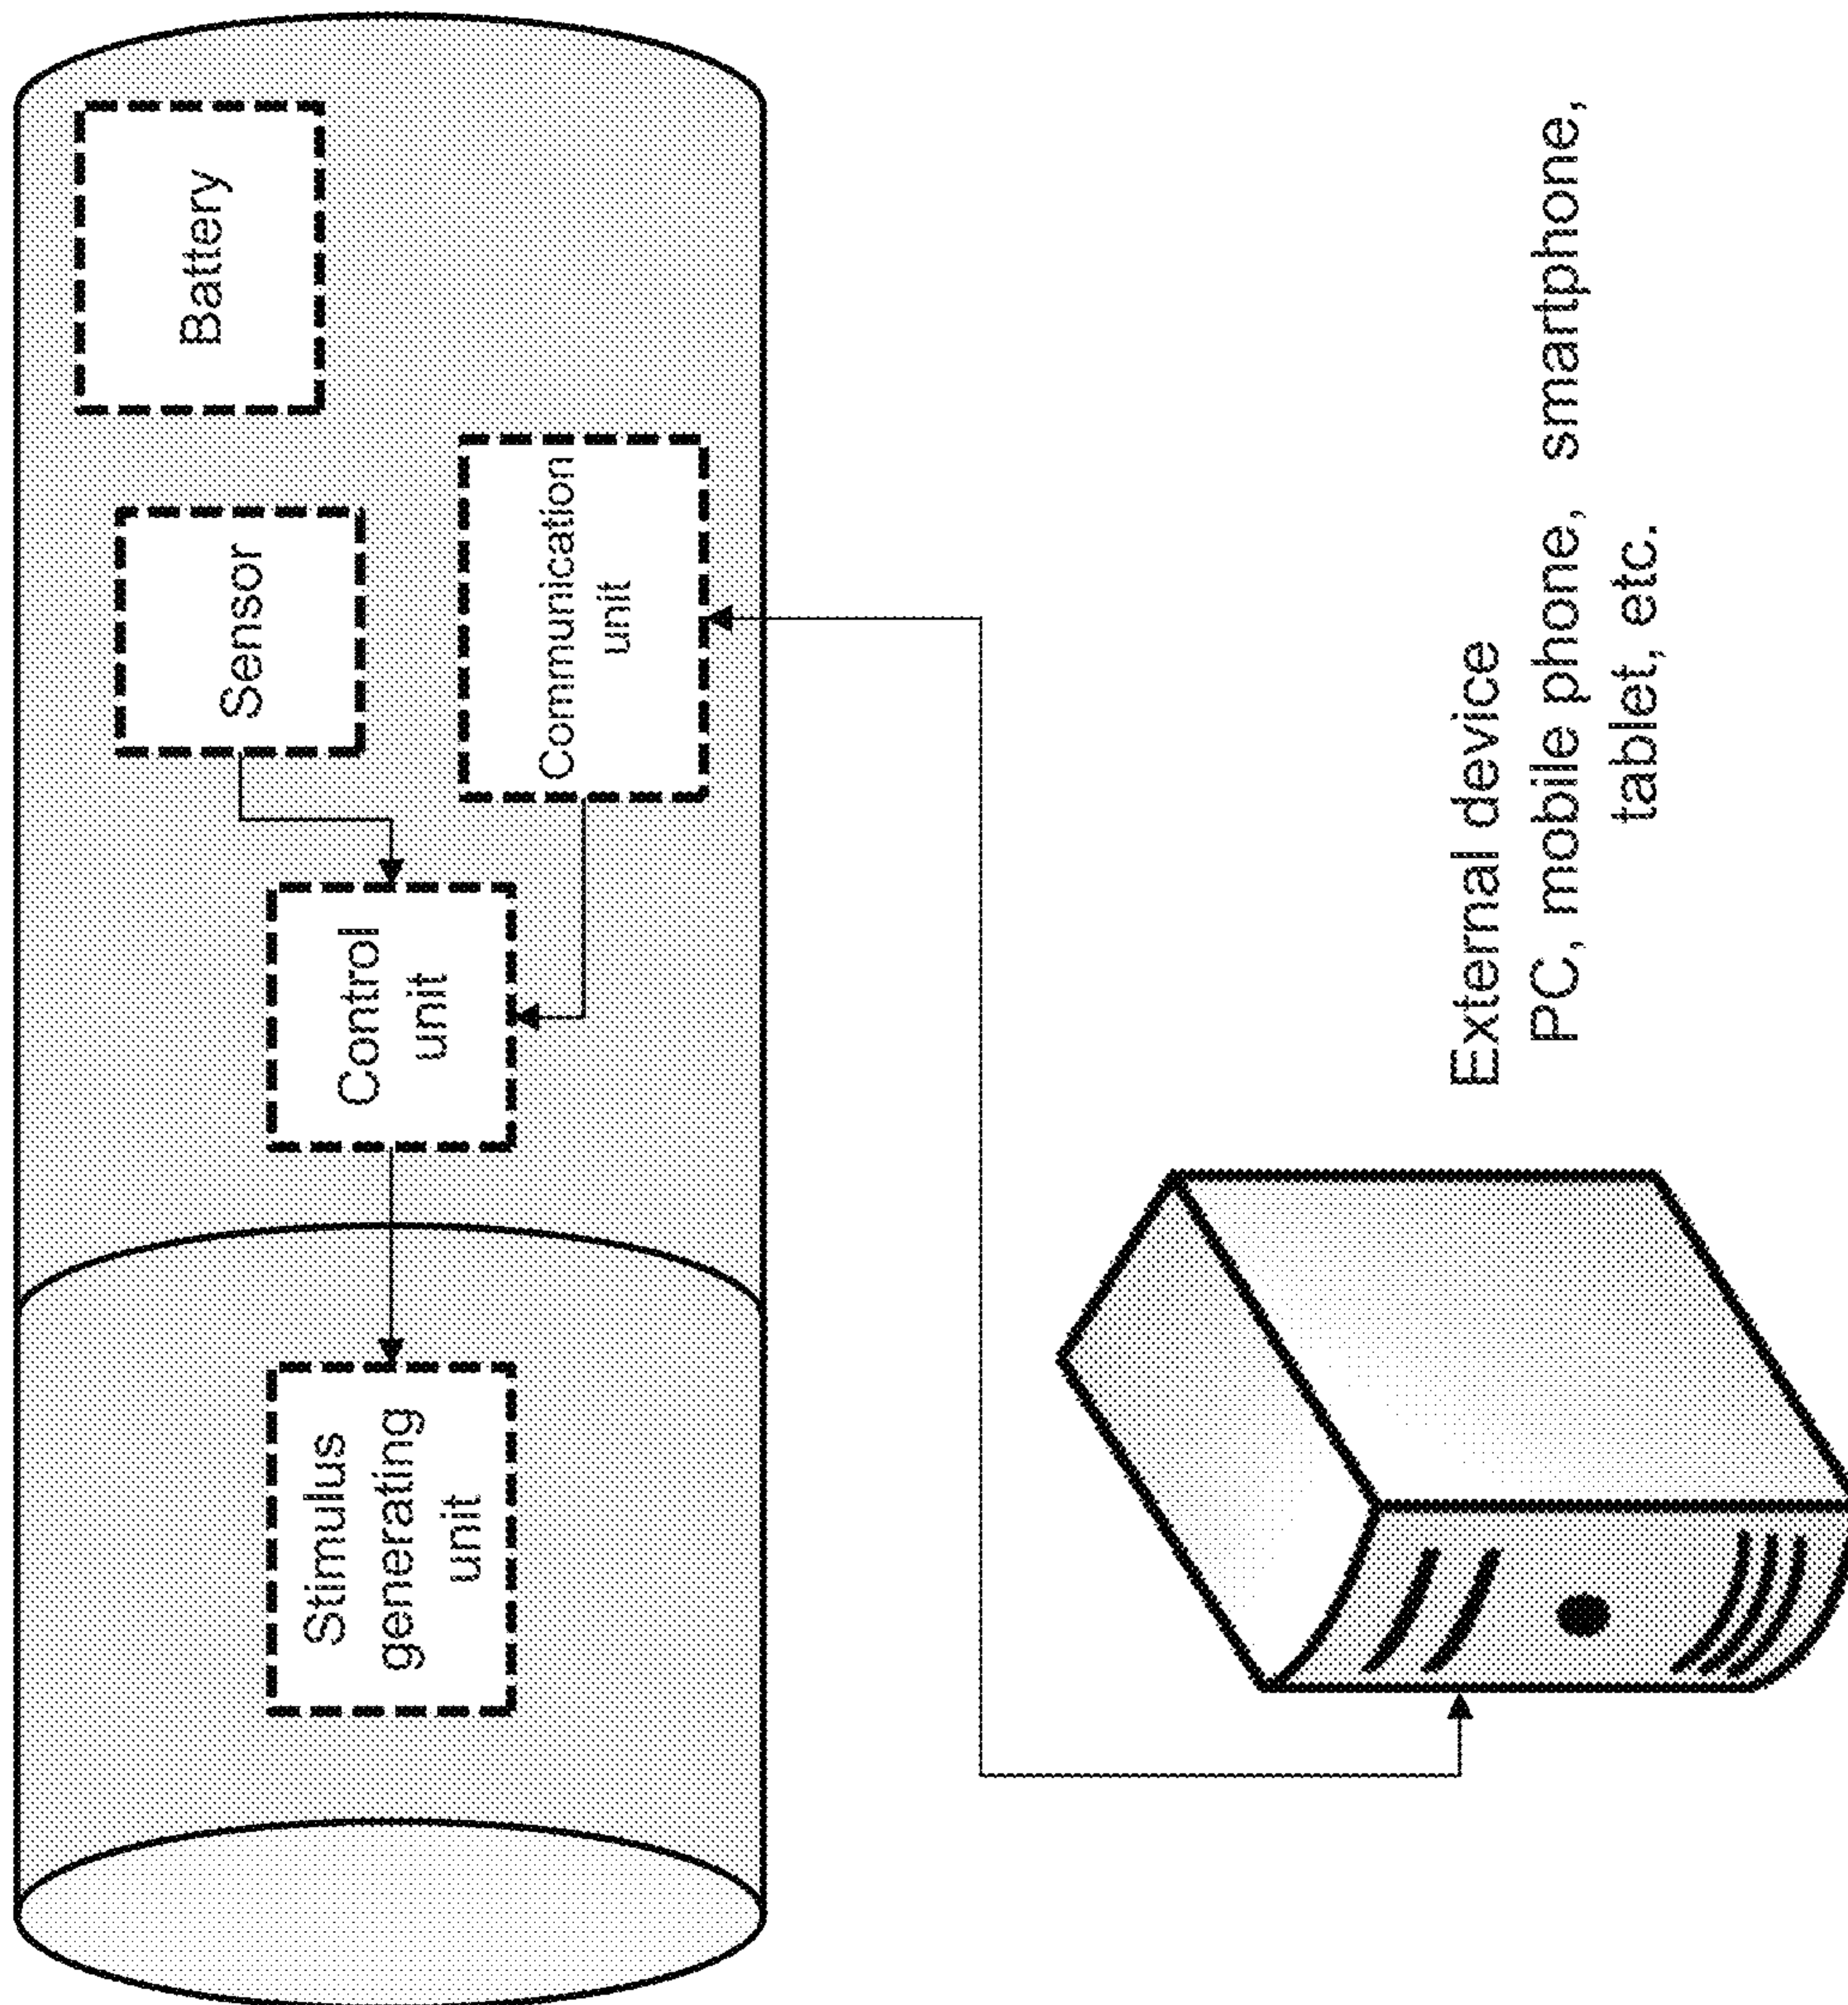 Stimulus
generating
unit
Control
unit
Sensor
Battery
Communication
unit
External device
PC, mobile phone, smartphone,
tablet, etc.